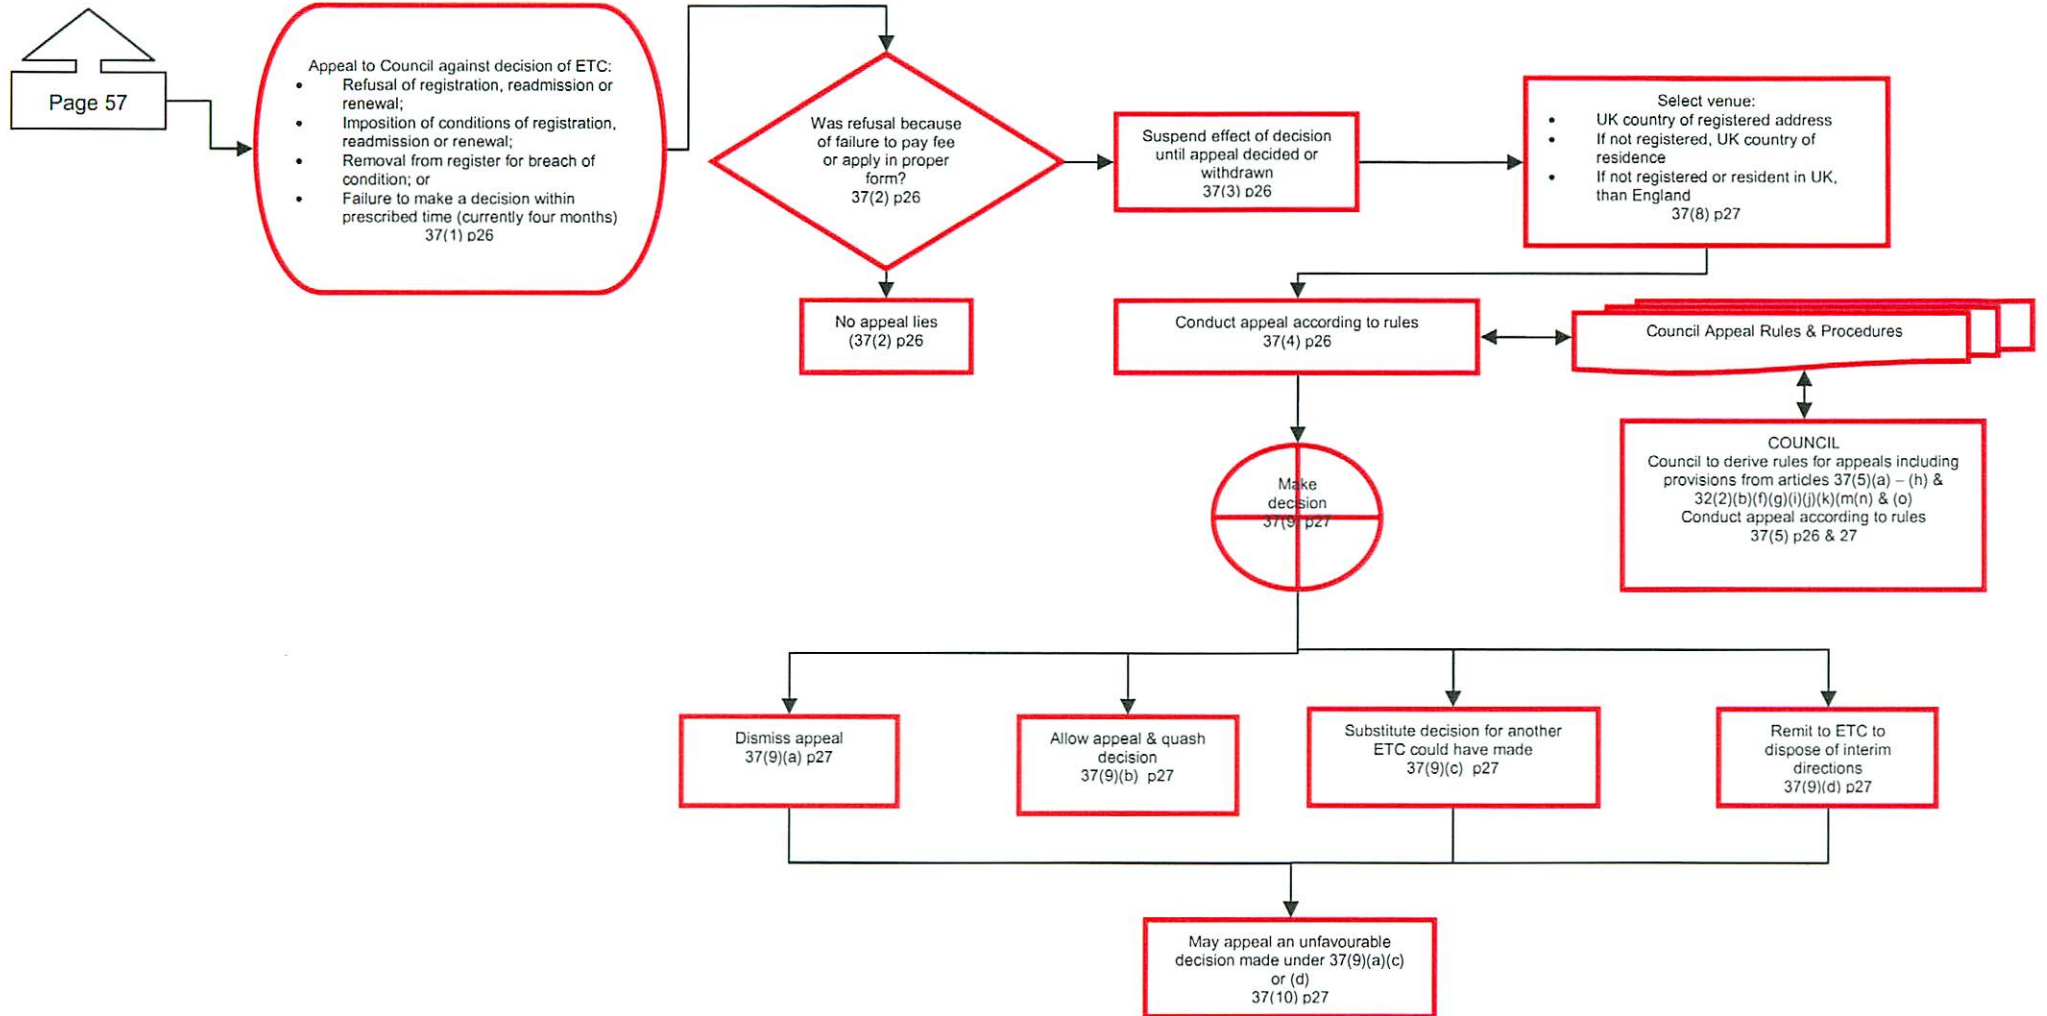 Page 57
Appeal to Council against decision of ETC:
• Refusal of registration, readmission or
renewal;
• Imposition of conditions of registration,
readmission or renewal;
• Removal from register for breach of
condition; or
• Failure to make a decision within
prescribed time (currently four months)
37(1) p26
Was refusal because
of failure to pay fee
or apply in proper
form?
37(2) p26
Suspend effect of decision
until appeal decided or
withdrawn
37(3) p26
Select venue:
• UK country of registered address
• If not registered, UK country of
residence
• If not registered or resident in UK,
than England
37(8) p27
No appeal lies
(37(2) p26
Conduct appeal according to rules
37(4) p26
Council Appeal Rules & Procedures
COUNCIL
Council to derive rules for appeals including
provisions from articles 37(5)(a) – (h) &
32(2)(b)(f)(g)(i)(j)(k)(m(n) & (o)
Conduct appeal according to rules
37(5) p26 & 27
Make
decision
37(9) p27
Dismiss appeal
37(9)(a) p27
Allow appeal & quash
decision
37(9)(b) p27
Substitute decision for another
ETC could have made
37(9)(c) p27
Remit to ETC to
dispose of interim
directions
37(9)(d) p27
May appeal an unfavourable
decision made under 37(9)(a)(c)
or (d)
37(10) p27